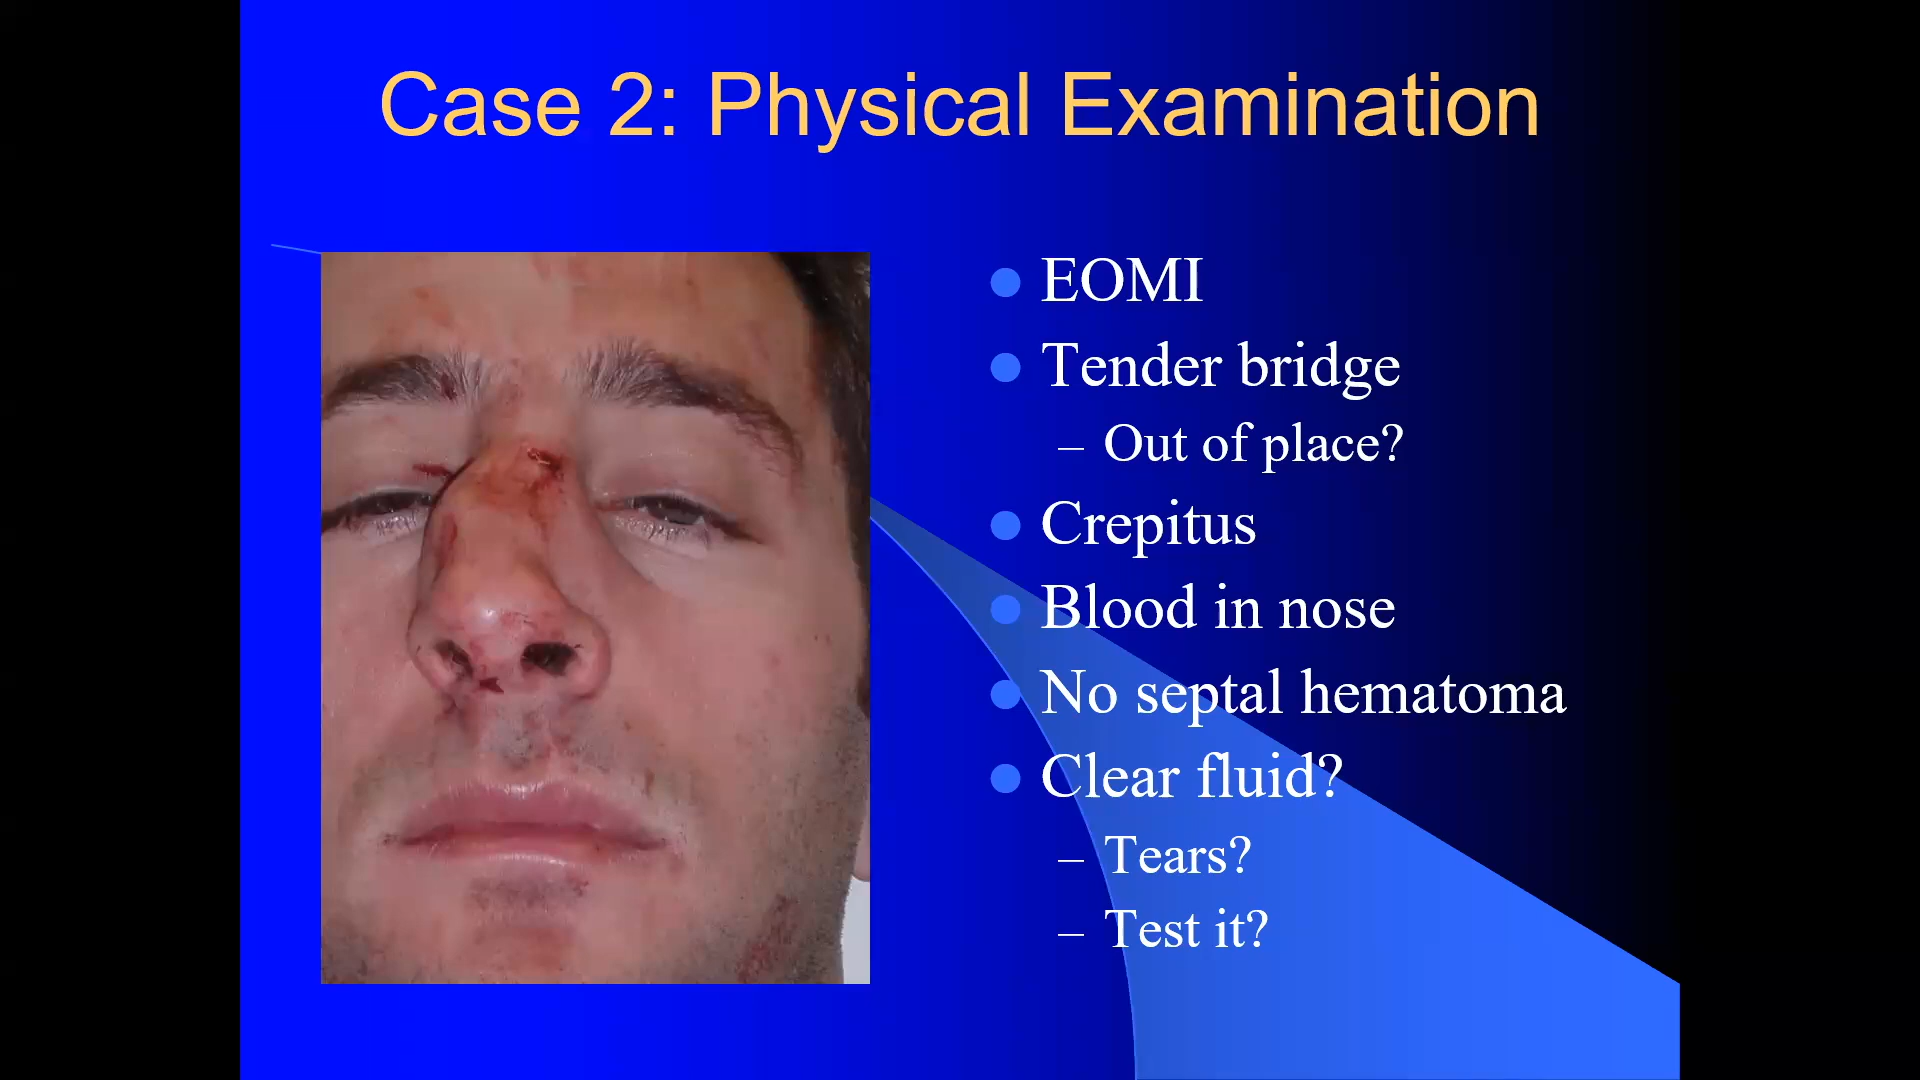 Case 2: Physical Examination
EOMI
Tender bridge
– Out of place?
Crepitus
Blood in nose
No septal hematoma
Clear fluid?
– Tears?
– Test it?